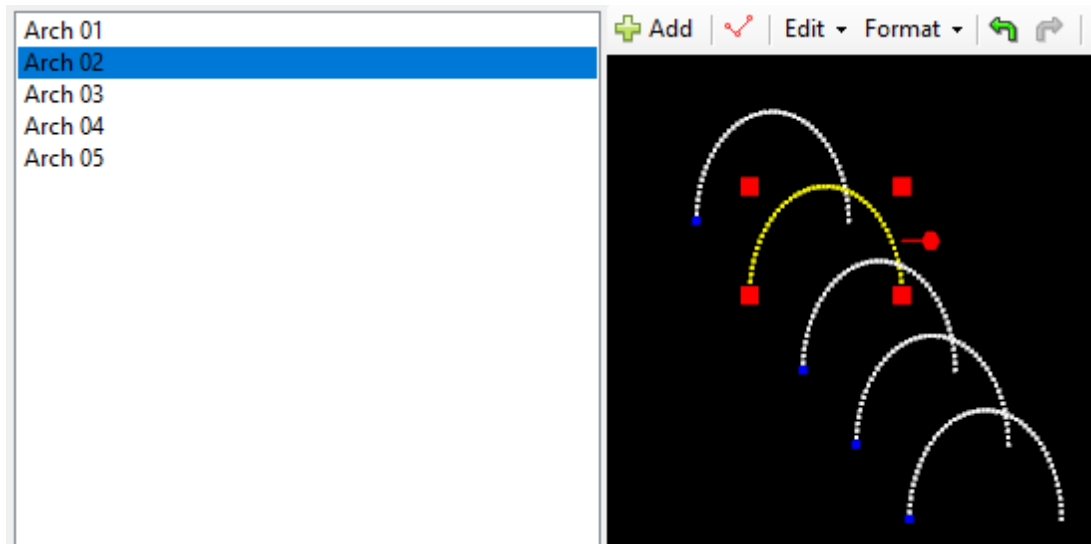 Arch 01
Arch 02
Arch 03
Arch 04
Arch 05
Add Edit Format